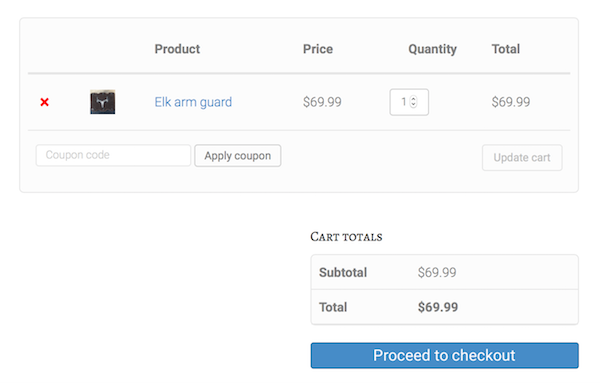 Product Price Quantity Total
Elk arm guard $69.99 1 $69.99
Coupon code Apply coupon Update cart
Cart totals
Subtotal $69.99
Total $69.99
Proceed to checkout